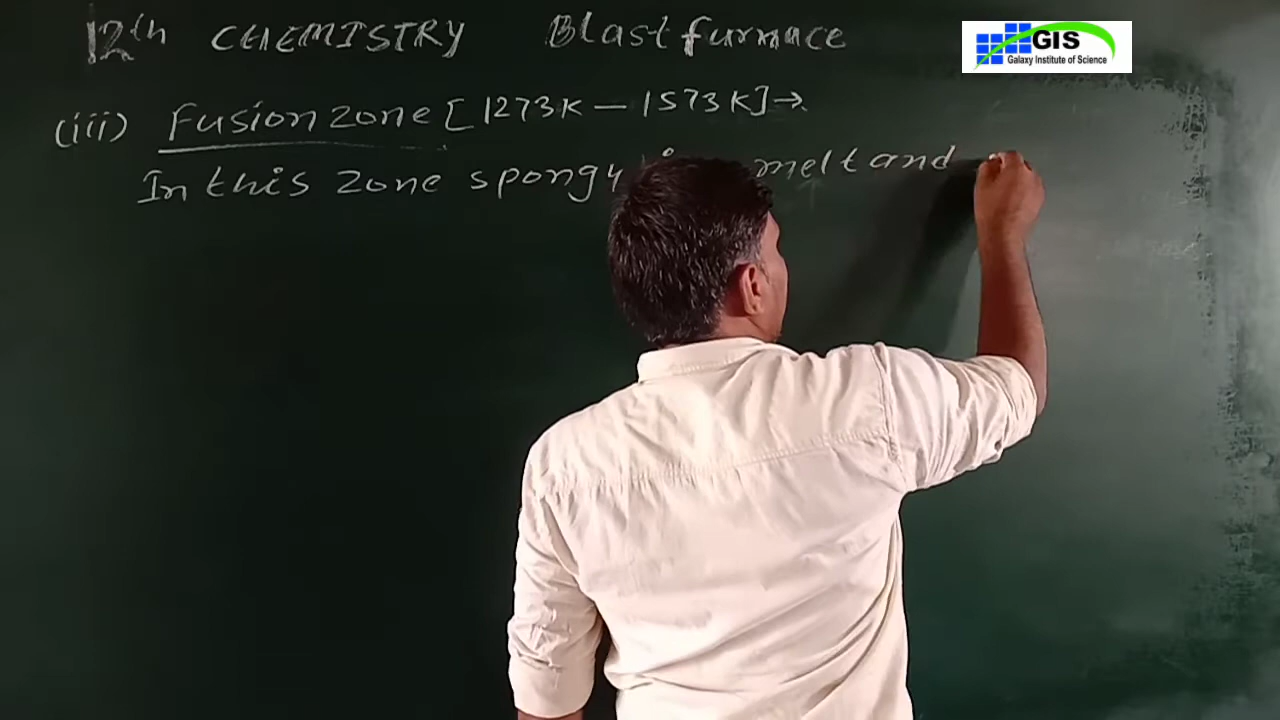 12th CHEMISTRY Blast furnace
GIS
Galaxy Institute of Science
(iii) Fusion zone [1273K – 1573K] →
In this zone spongy melt and